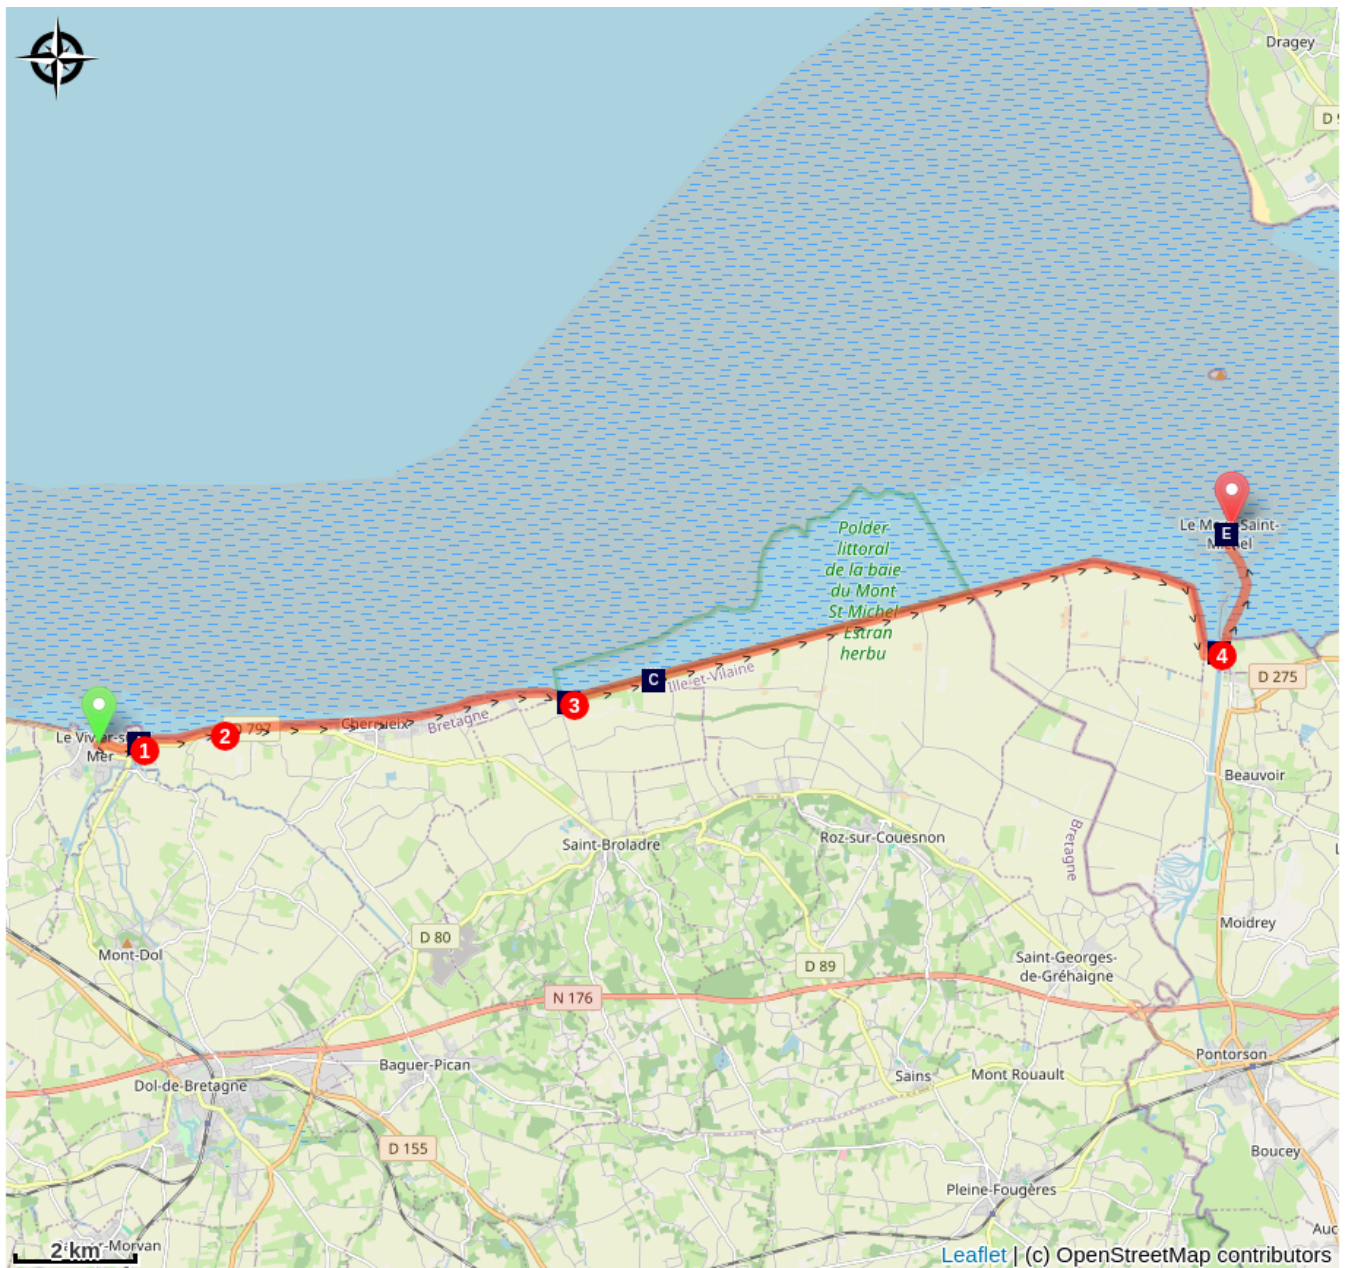 Dragey
D 9
Polder
littoral
de la baie
du Mont
St Michel
Estran
herbu
Le Mont-Saint-
Michel
E
C
Ille-et-Vilaine
4
D 275
3
D 797
Cherrueix
Bretagne
2
Le Vivier-sur-
Mer
1
Beauvoir
Saint-Broladre
Roz-sur-Couesnon
Bretagne
Moidrey
D 80
Mont-Dol
D 89
Saint-Georges-
de-Gréhaigne
N 176
Pontorson
Baguer-Pican
Dol-de-Bretagne
Sains
Mont Rouault
D 155
Boucey
Pleine-Fougères
Auc
r-Morvan
2 km
Leaflet | (c) OpenStreetMap contributors